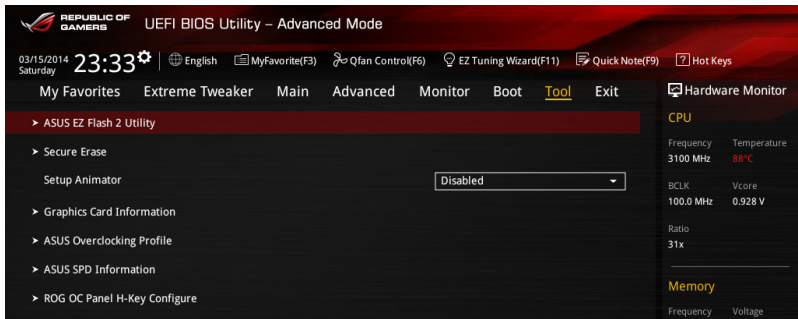 REPUBLIC OF
GAMERS
UEFI BIOS Utility – Advanced Mode
03/15/2014
Saturday
23:33
English
MyFavorite(F3)
Qfan Control(F6)
EZ Tuning Wizard(F11)
Quick Note(F9)
? Hot Keys
My Favorites Extreme Tweaker Main Advanced Monitor Boot Tool Exit
Hardware Monitor
> ASUS EZ Flash 2 Utility
> Secure Erase
Setup Animator Disabled
> Graphics Card Information
> ASUS Overclocking Profile
> ASUS SPD Information
> ROG OC Panel H-Key Configure
CPU
Frequency Temperature
3100 MHz 88°C
BCLK Vcore
100.0 MHz 0.928 V
Ratio
31x
Memory
Frequency Voltage